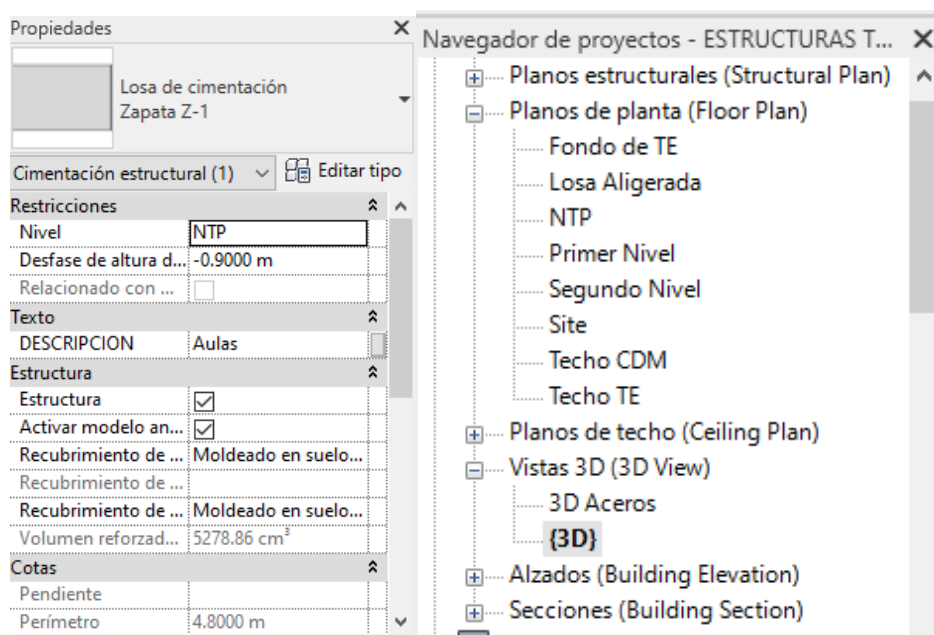 Propiedades
Losa de cimentación
Zapata Z-1
Cimentación estructural (1)
Editar tipo
Restricciones
Nivel NTP
Desfase de altura d... -0.9000 m
Relacionado con ...
Texto
DESCRIPCION Aulas
Estructura
Estructura
Activar modelo an...
Recubrimiento de ... Moldeado en suelo...
Recubrimiento de ...
Recubrimiento de ... Moldeado en suelo...
Volumen reforzad... 5278.86 cm³
Cotas
Pendiente
Perímetro 4.8000 m
Navegador de proyectos - ESTRUCTURAS T...
Planos estructurales (Structural Plan)
Planos de planta (Floor Plan)
Fondo de TE
Losa Aligerada
NTP
Primer Nivel
Segundo Nivel
Site
Techo CDM
Techo TE
Planos de techo (Ceiling Plan)
Vistas 3D (3D View)
3D Aceros
{3D}
Alzados (Building Elevation)
Secciones (Building Section)